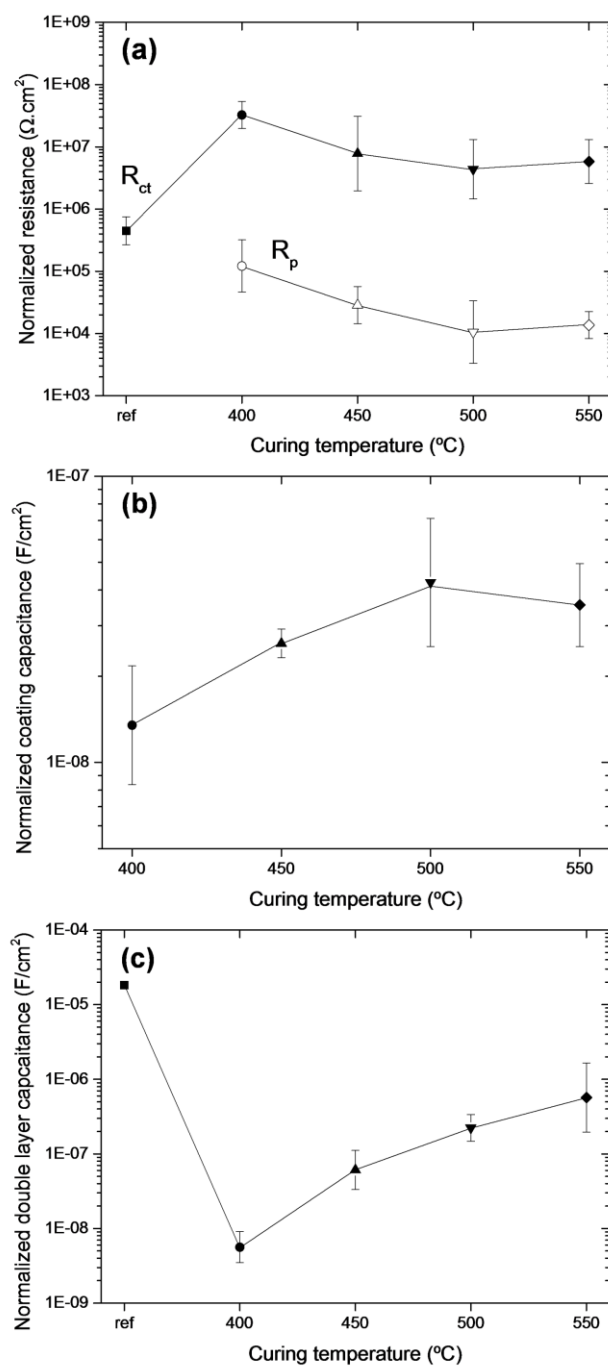 (a)
Normalized resistance (Ω.cm²)
1E+09
1E+08
1E+07
1E+06
1E+05
1E+04
1E+03
R_ct
R_p
ref 400 450 500 550
Curing temperature (ºC)
(b)
Normalized coating capacitance (F/cm²)
1E-07
1E-08
400 450 500 550
Curing temperature (ºC)
(c)
Normalized double layer capcaitance (F/cm²)
1E-04
1E-05
1E-06
1E-07
1E-08
1E-09
ref 400 450 500 550
Curing temperature (ºC)